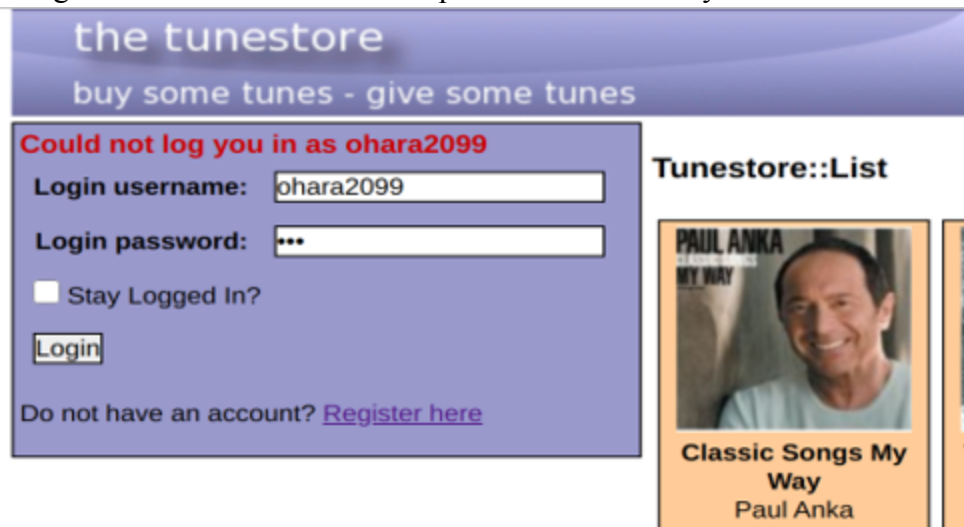 the tunestore
buy some tunes - give some tunes
Could not log you in as ohara2099
Login username: ohara2099
Login password: •••
Stay Logged In?
Login
Do not have an account? Register here
Tunestore::List
PAUL ANKA
MY WAY
Classic Songs My
Way
Paul Anka